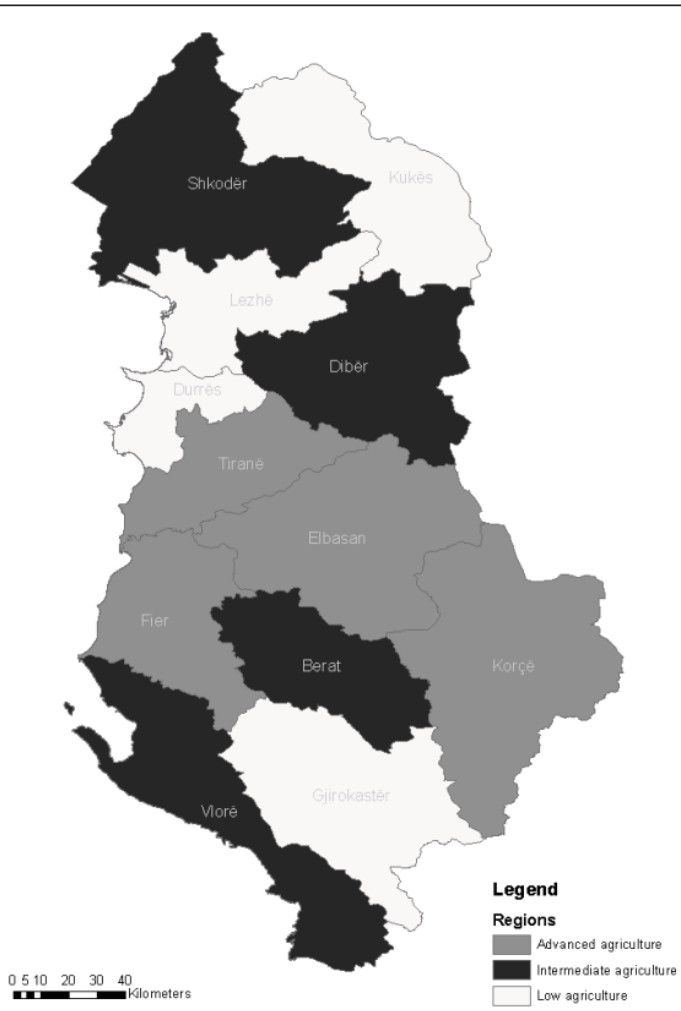 Kukës
Shkodër
Lezhë
Dibër
Durrës
Tiranë
Elbasan
Fier
Berat
Korçë
Gjirokastër
Vlorë
Legend
Regions
Advanced agriculture
Intermediate agriculture
Low agriculture
0 5 10 20 30 40
Kilometers